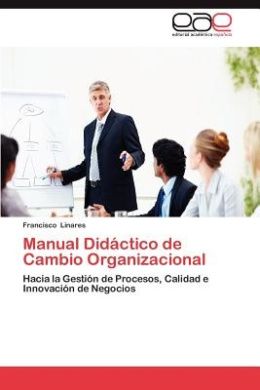 eae
editorial académica española
Francisco Linares
Manual Didáctico de
Cambio Organizacional
Hacia la Gestión de Procesos, Calidad e
Innovación de Negocios